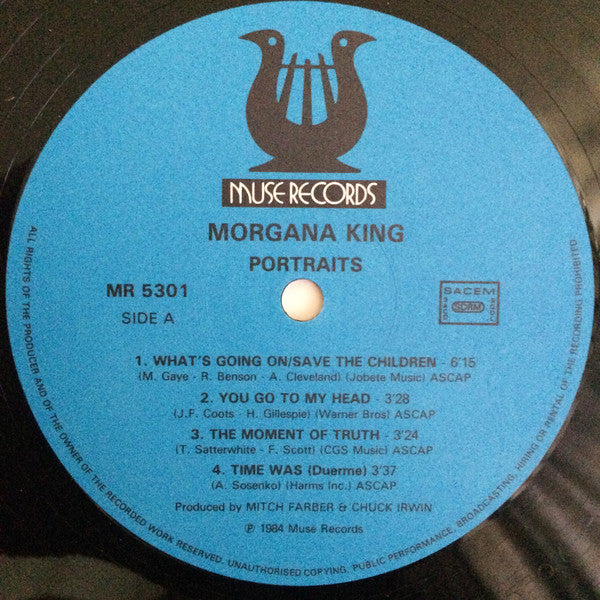 MUSE RECORDS
MORGANA KING
PORTRAITS
MR 5301
SIDE A
SACEM
SDRM
1. WHAT'S GOING ON/SAVE THE CHILDREN - 6'15
(M. Gaye - R. Benson - A. Cleveland) (Jobete Music) ASCAP
2. YOU GO TO MY HEAD - 3'28
(J.F. Coots - H. Gillespie) (Warner Bros) ASCAP
3. THE MOMENT OF TRUTH - 3'24
(T. Satterwhite - F. Scott) (CGS Music) ASCAP
4. TIME WAS (Duerme) 3'37
(A. Sosenko) (Harms Inc.) ASCAP
Produced by MITCH FARBER & CHUCK IRWIN
℗ 1984 Muse Records
ALL RIGHTS OF THE PRODUCER AND OF THE OWNER OF THE RECORDED WORK RESERVED. UNAUTHORISED COPYING, PUBLIC PERFORMANCE, BROADCASTING, HIRING OR RENTAL OF THE RECORDING PROHIBITED.